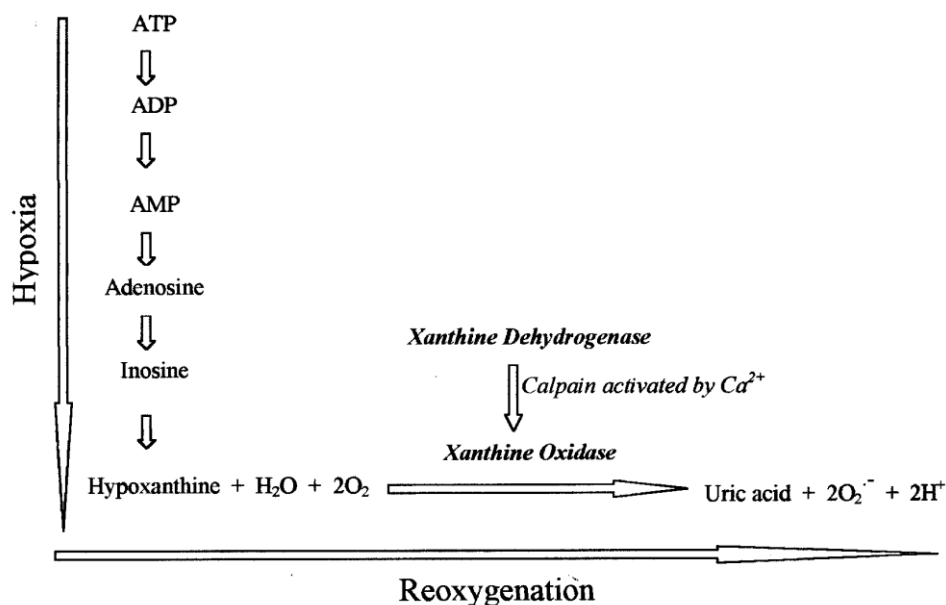 ATP
ADP
AMP
Adenosine
Inosine
Hypoxia
Xanthine Dehydrogenase
Calpain activated by Ca²⁺
Xanthine Oxidase
Hypoxanthine + H₂O + 2O₂
Uric acid + 2O₂˙⁻ + 2H⁺
Reoxygenation